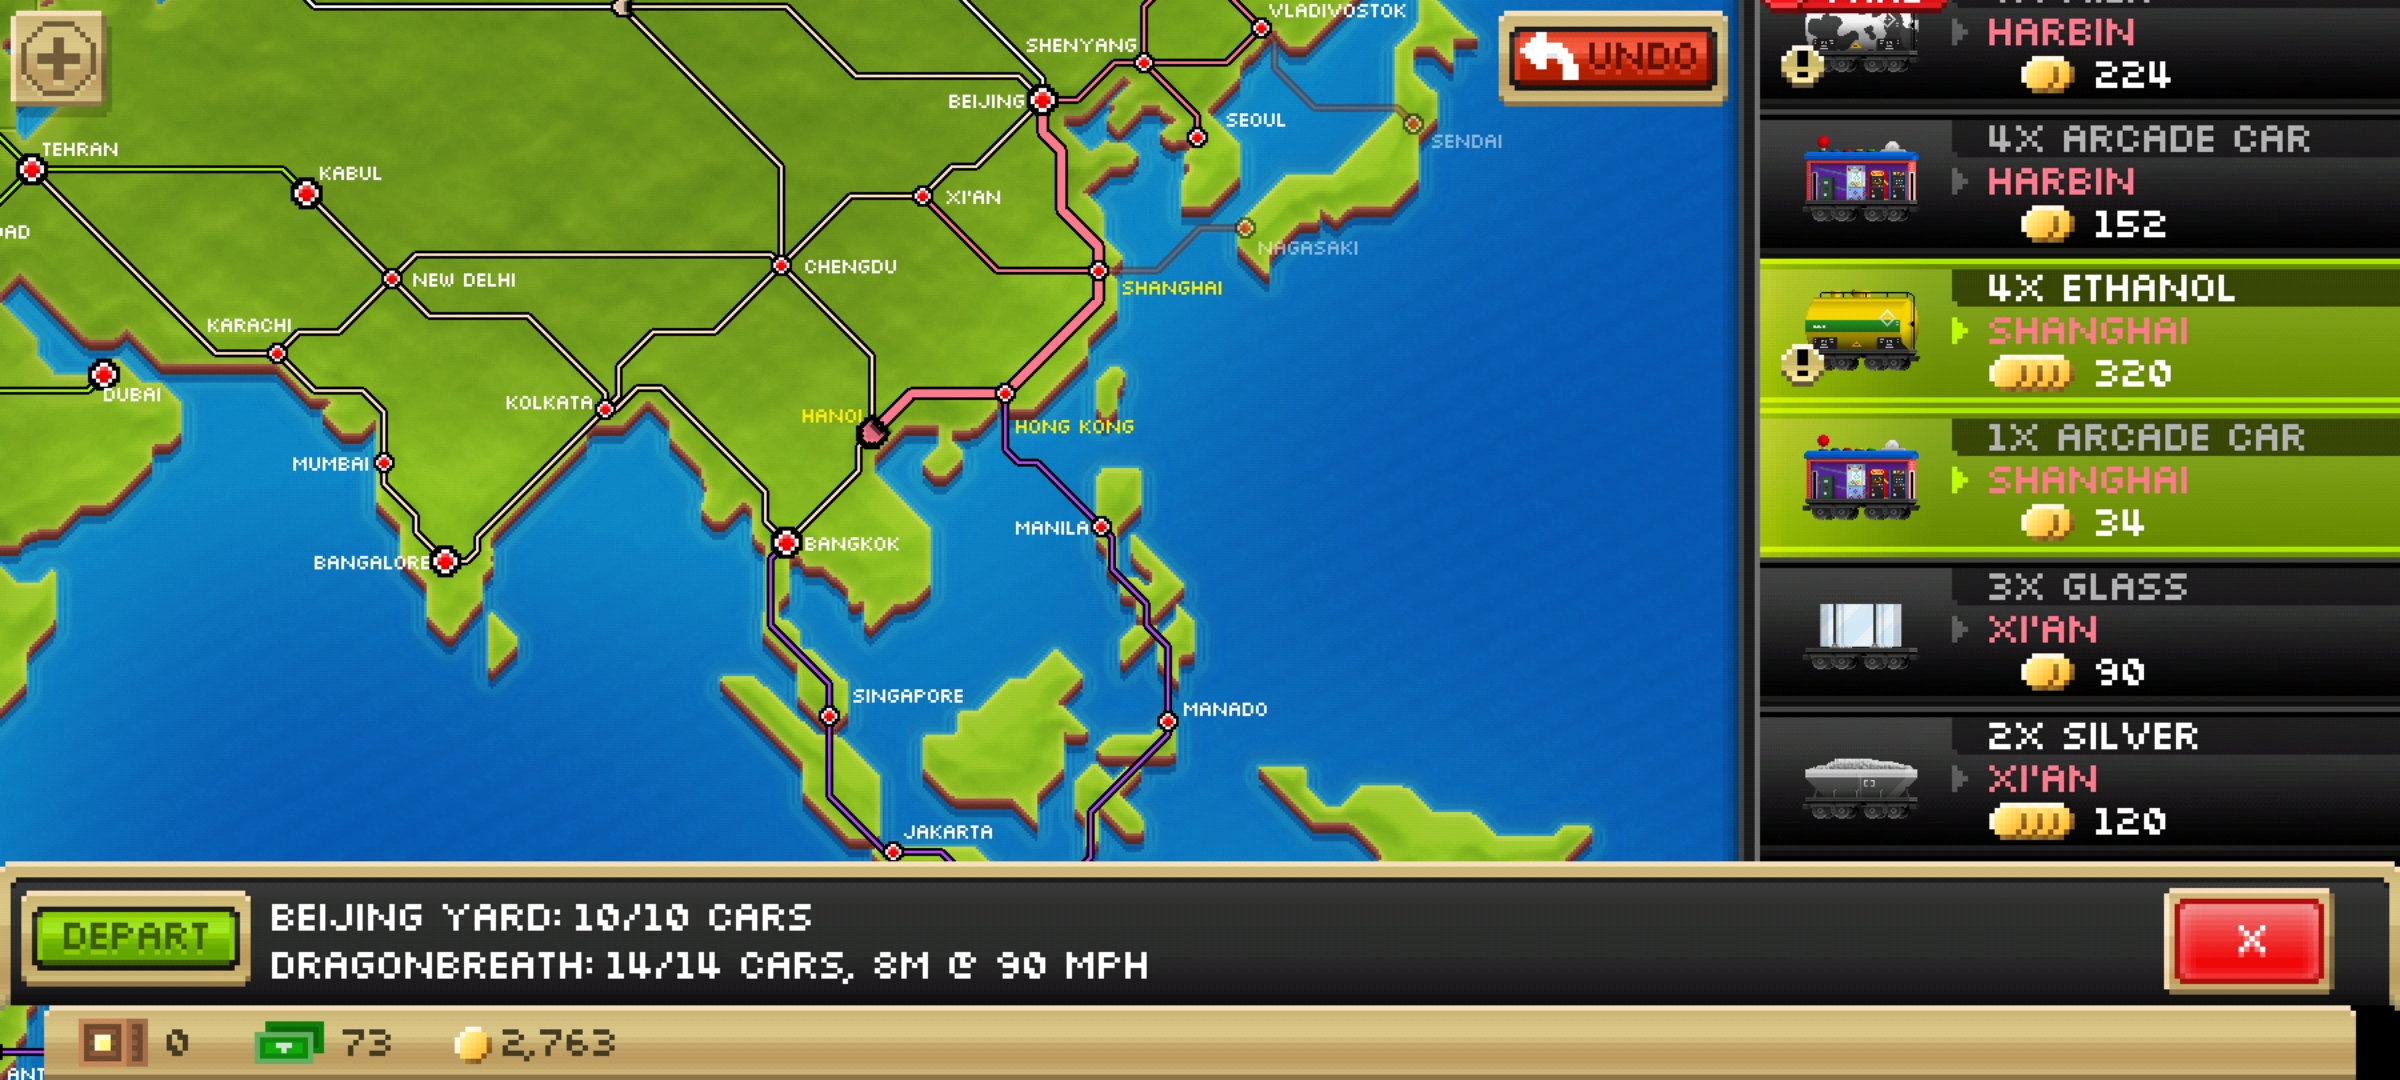 VLADIVOSTOK
SHENYANG
BEIJING
SEOUL
SENDAI
TEHRAN
KABUL
XI'AN
AD
NAGASAKI
CHENGDU
NEW DELHI
SHANGHAI
KARACHI
DUBAI
KOLKATA
HANOI
HONG KONG
MUMBAI
MANILA
BANGKOK
BANGALORE
SINGAPORE
MANADO
JAKARTA
UNDO
HARBIN
224
4X ARCADE CAR
HARBIN
152
4X ETHANOL
SHANGHAI
320
1X ARCADE CAR
SHANGHAI
34
3X GLASS
XI'AN
90
2X SILVER
XI'AN
120
DEPART
BEIJING YARD: 10/10 CARS
DRAGONBREATH: 14/14 CARS, 8M @ 90 MPH
X
0
73
2,763
ANT